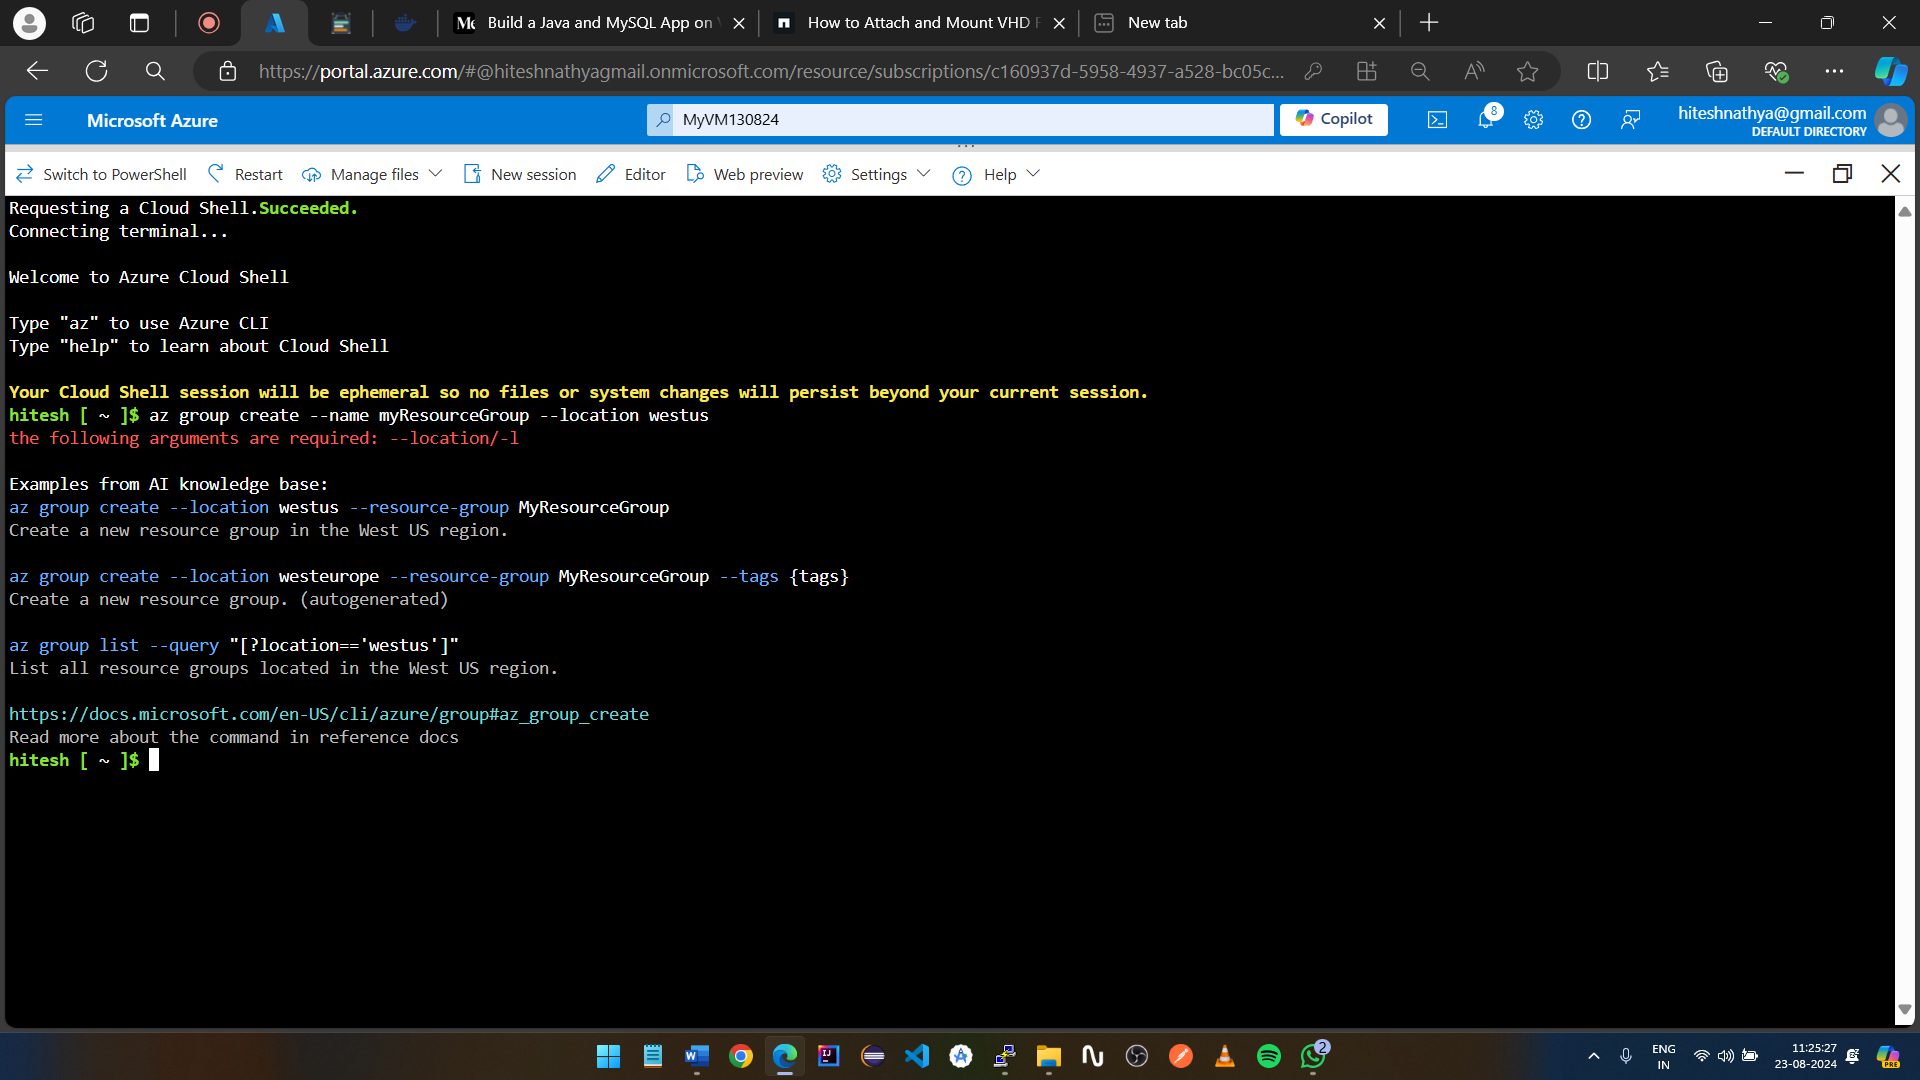 Build a Java and MySQL App on
How to Attach and Mount VHD F
New tab
https://portal.azure.com/#@hiteshnathyagmail.onmicrosoft.com/resource/subscriptions/c160937d-5958-4937-a528-bc05c...
Microsoft Azure
MyVM130824
Copilot
8
hiteshnathya@gmail.com
DEFAULT DIRECTORY
Switch to PowerShell
Restart
Manage files
New session
Editor
Web preview
Settings
Help
Requesting a Cloud Shell.Succeeded.
Connecting terminal...
Welcome to Azure Cloud Shell
Type "az" to use Azure CLI
Type "help" to learn about Cloud Shell
Your Cloud Shell session will be ephemeral so no files or system changes will persist beyond your current session.
hitesh [ ~ ]$ az group create --name myResourceGroup --location westus
the following arguments are required: --location/-l
Examples from AI knowledge base:
az group create --location westus --resource-group MyResourceGroup
Create a new resource group in the West US region.
az group create --location westeurope --resource-group MyResourceGroup --tags {tags}
Create a new resource group. (autogenerated)
az group list --query "[?location=='westus']"
List all resource groups located in the West US region.
https://docs.microsoft.com/en-US/cli/azure/group#az_group_create
Read more about the command in reference docs
hitesh [ ~ ]$
2
ENG
IN
11:25:27
23-08-2024
PRE